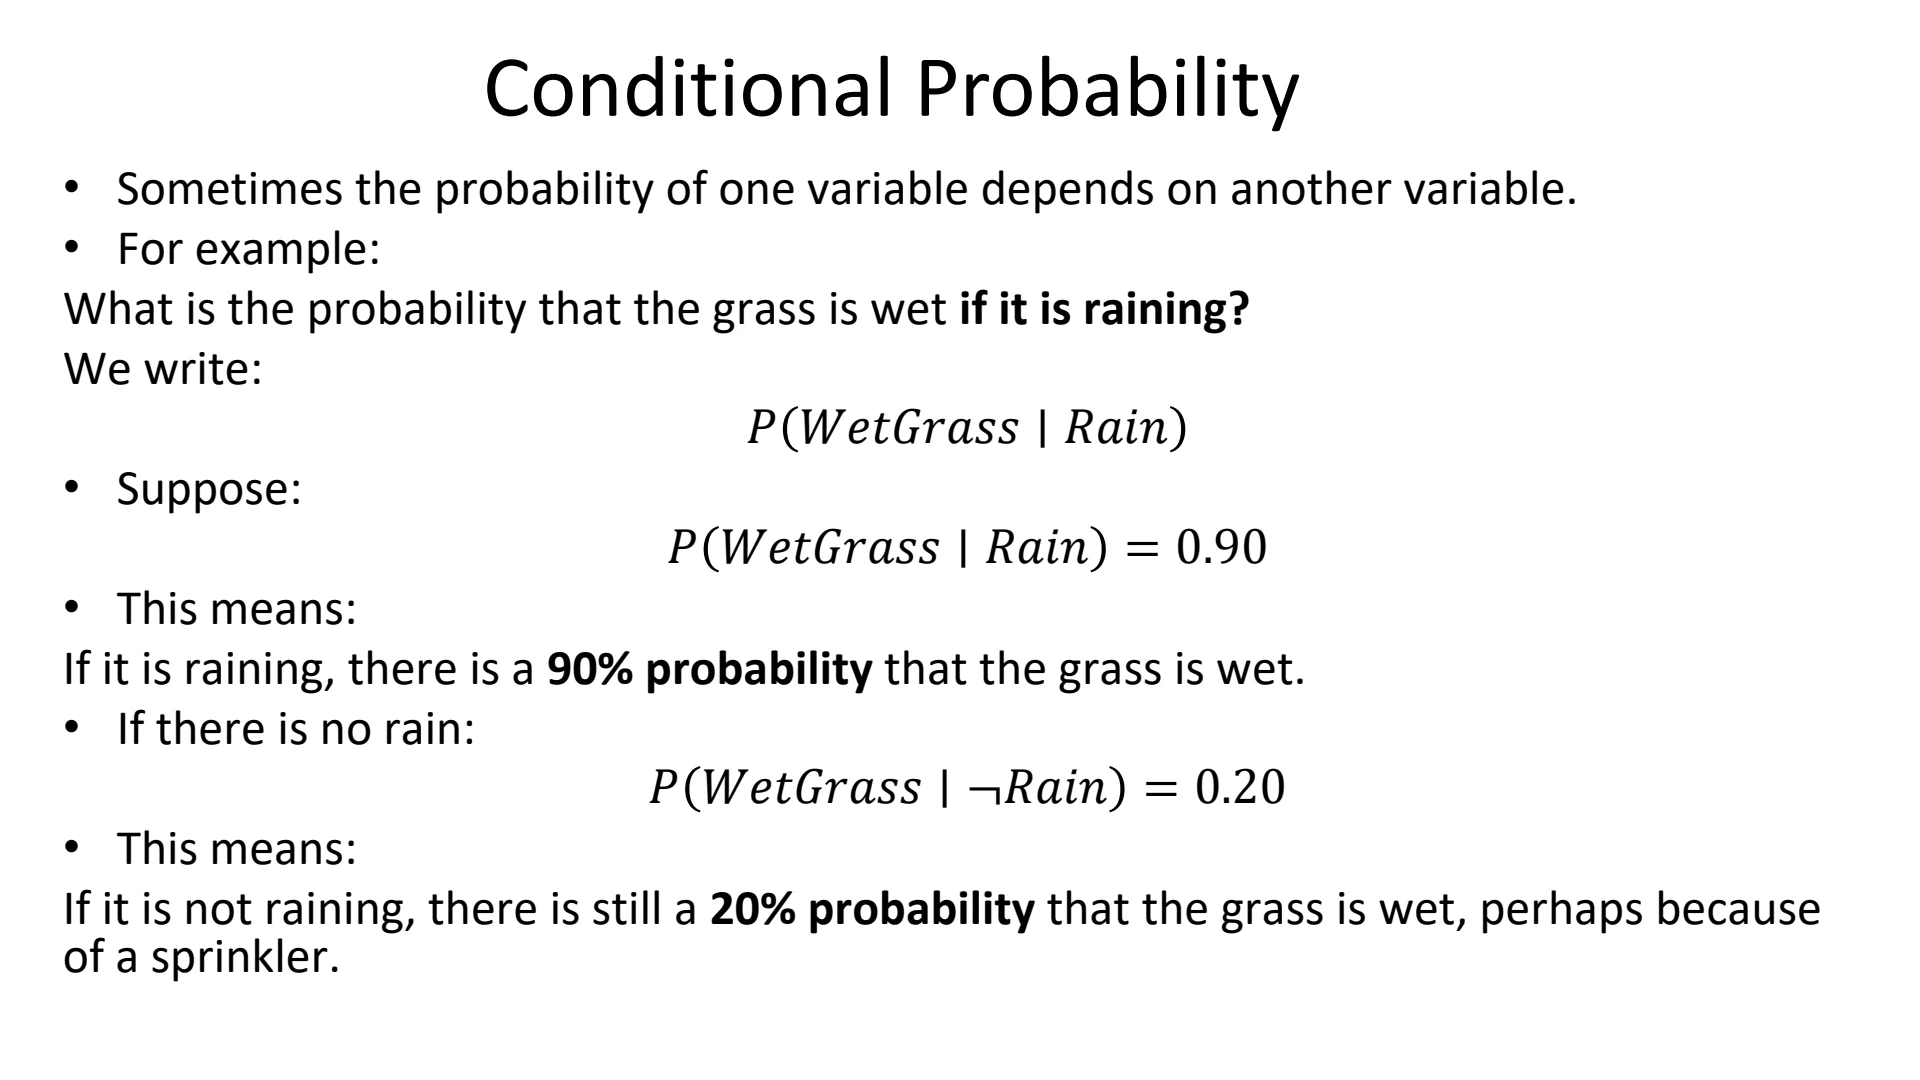 Conditional Probability
• Sometimes the probability of one variable depends on another variable.
• For example:
What is the probability that the grass is wet if it is raining?
We write:
𝑃(𝑊𝑒𝑡𝐺𝑟𝑎𝑠𝑠 ∣ 𝑅𝑎𝑖𝑛)
• Suppose:
𝑃(𝑊𝑒𝑡𝐺𝑟𝑎𝑠𝑠 ∣ 𝑅𝑎𝑖𝑛) = 0.90
• This means:
If it is raining, there is a 90% probability that the grass is wet.
• If there is no rain:
𝑃(𝑊𝑒𝑡𝐺𝑟𝑎𝑠𝑠 ∣ ¬𝑅𝑎𝑖𝑛) = 0.20
• This means:
If it is not raining, there is still a 20% probability that the grass is wet, perhaps because
of a sprinkler.